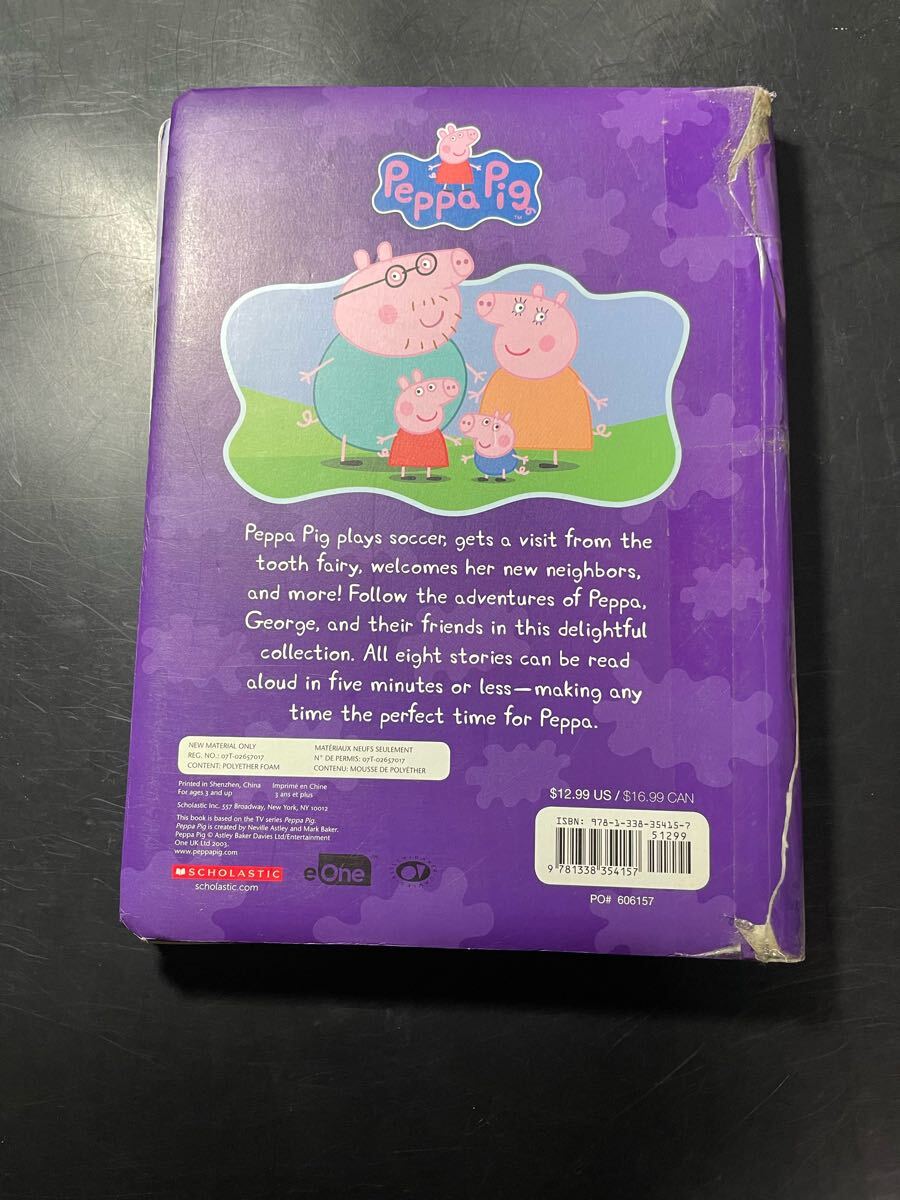 Peppa Pig
TM
Peppa Pig plays soccer, gets a visit from the
tooth fairy, welcomes her new neighbors,
and more! Follow the adventures of Peppa,
George, and their friends in this delightful
collection. All eight stories can be read
aloud in five minutes or less—making any
time the perfect time for Peppa.
NEW MATERIAL ONLY
REG. NO.: 07T-02657017
CONTENT: POLYETHER FOAM
MATÉRIAUX NEUFS SEULEMENT
N° DE PERMIS: 07T-02657017
CONTENU: MOUSSE DE POLYÉTHER
Printed in Shenzhen, China
For ages 3 and up
Imprimé en Chine
3 ans et plus
Scholastic Inc. 557 Broadway, New York, NY 10012
This book is based on the TV series Peppa Pig.
Peppa Pig is created by Neville Astley and Mark Baker.
Peppa Pig © Astley Baker Davies Ltd/Entertainment
One UK Ltd 2003.
www.peppapig.com
SCHOLASTIC
scholastic.com
eOne
$12.99 US / $16.99 CAN
ISBN: 978-1-338-35415-7
51299
9 781338 354157
PO# 606157